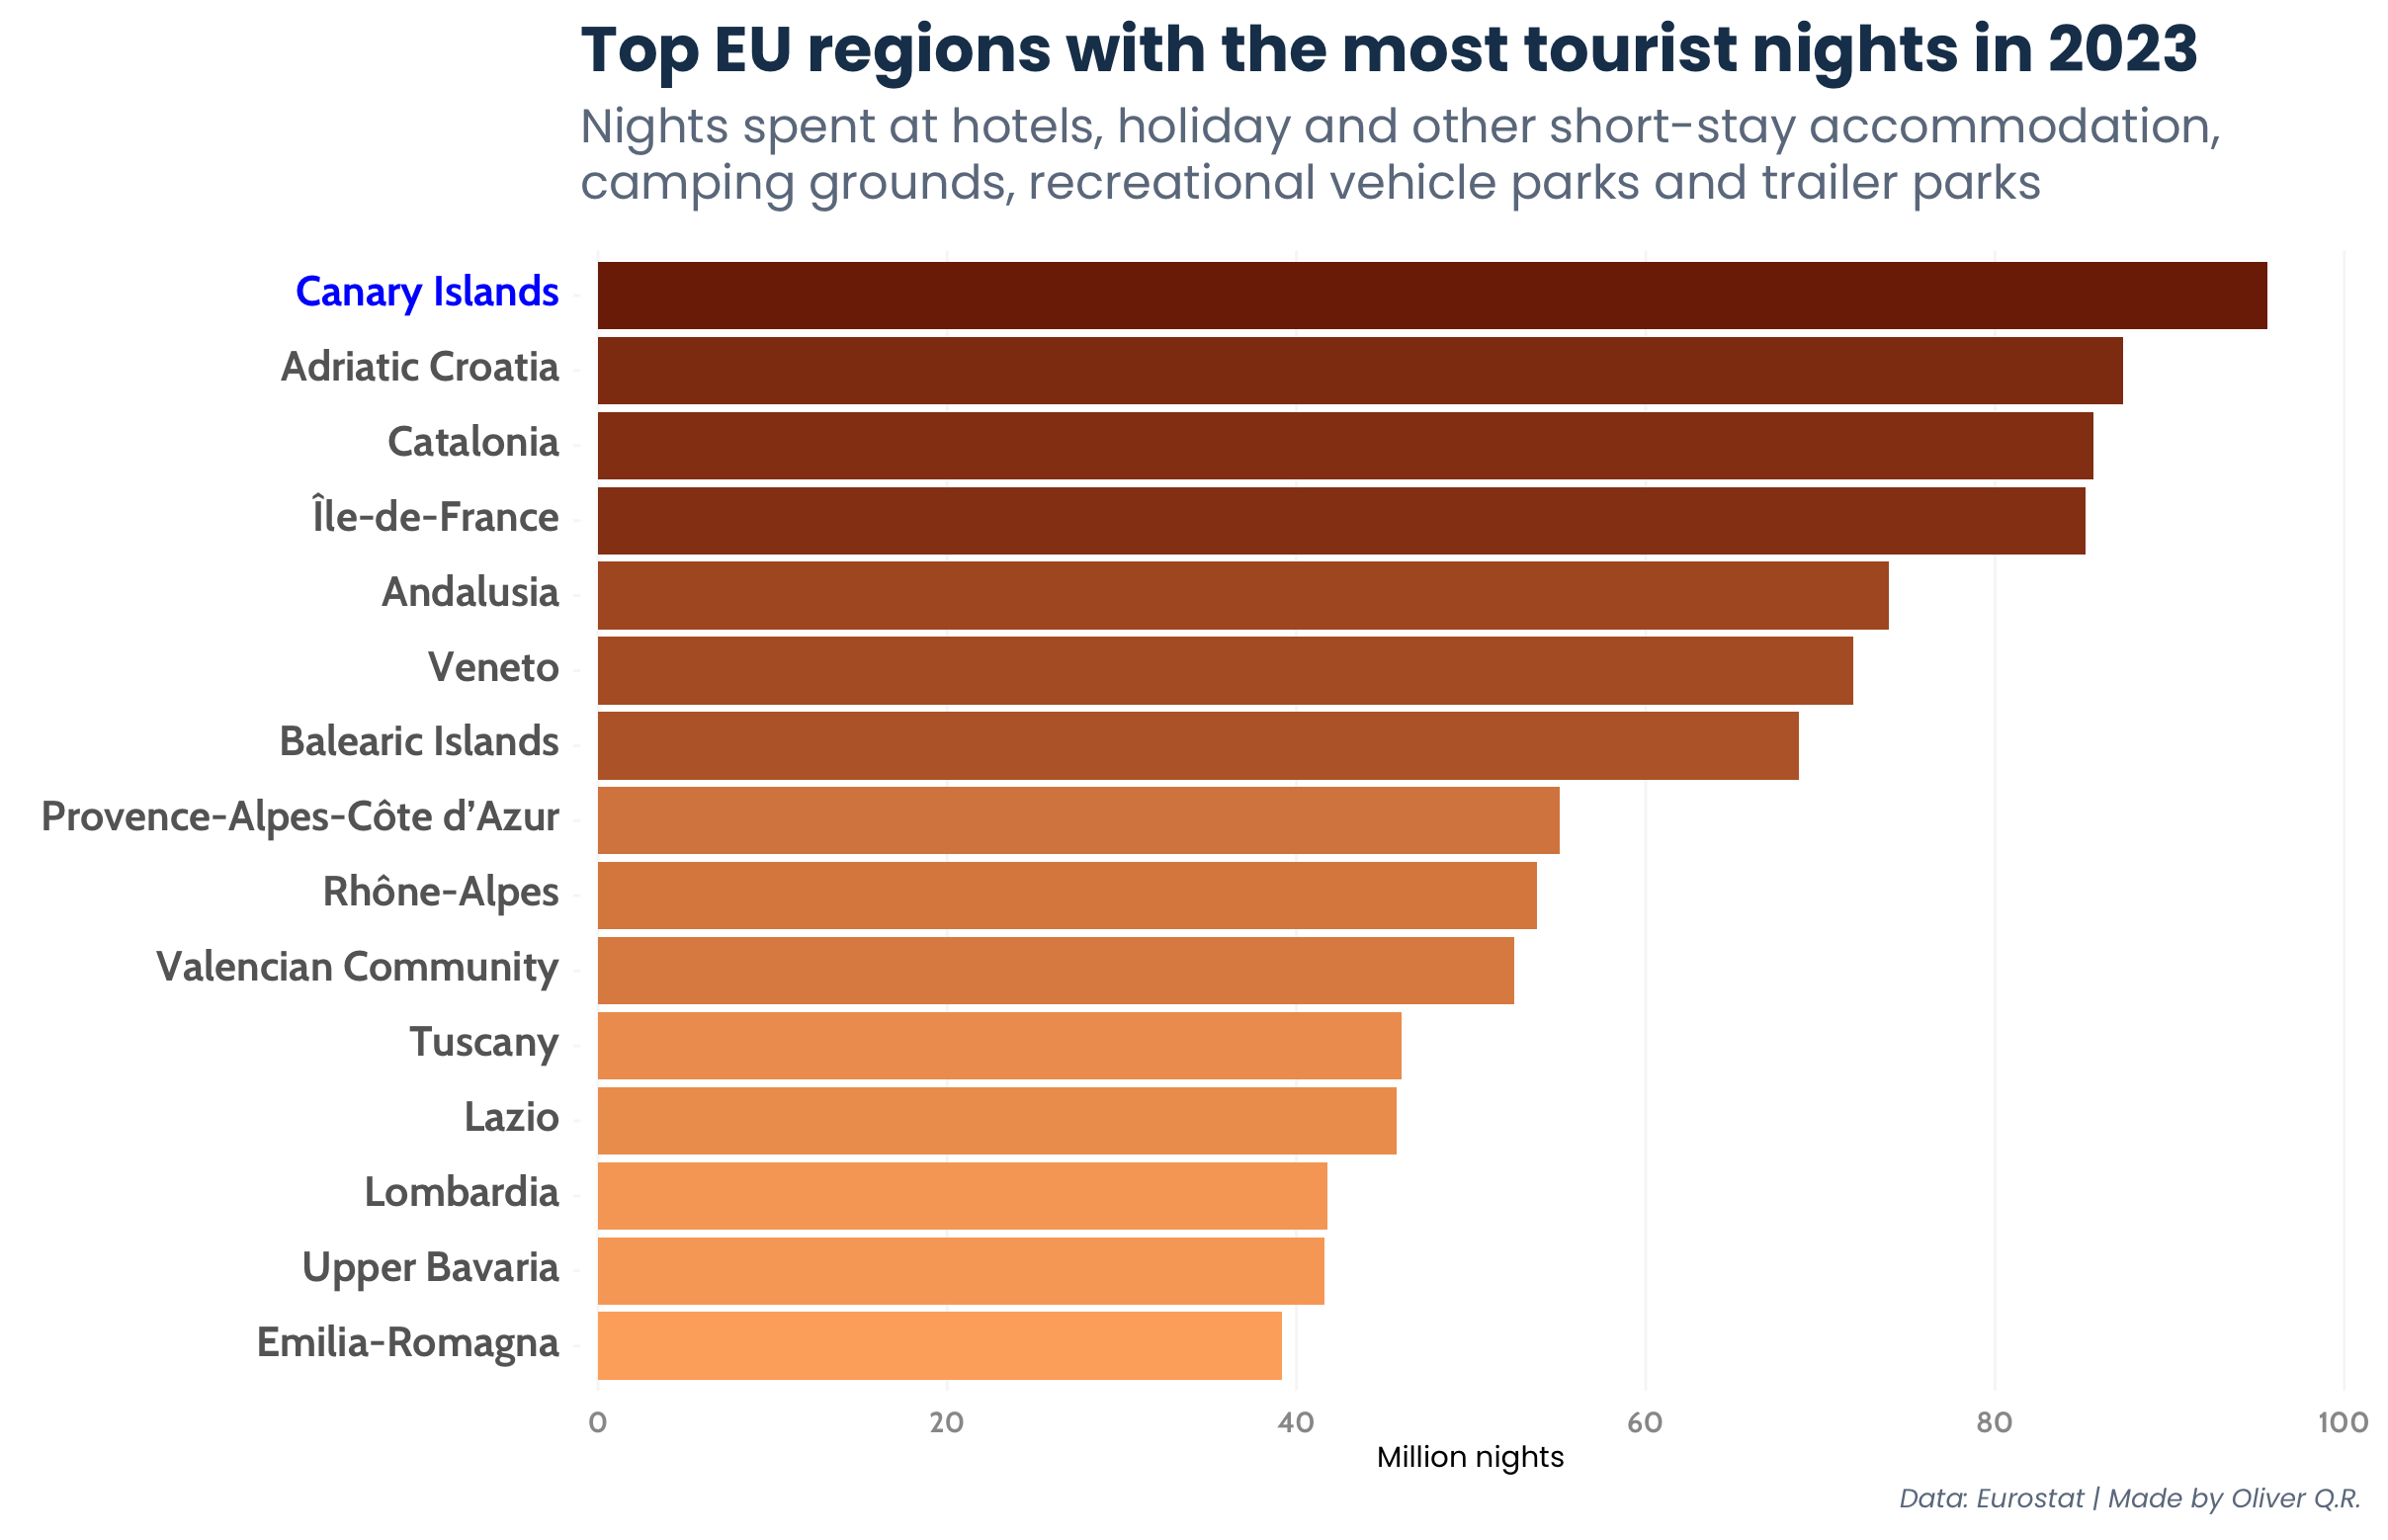 Top EU regions with the most tourist nights in 2023
Nights spent at hotels, holiday and other short-stay accommodation,
camping grounds, recreational vehicle parks and trailer parks
Canary Islands
Adriatic Croatia
Catalonia
Île-de-France
Andalusia
Veneto
Balearic Islands
Provence-Alpes-Côte d’Azur
Rhône-Alpes
Valencian Community
Tuscany
Lazio
Lombardia
Upper Bavaria
Emilia-Romagna
0 20 40 60 80 100
Million nights
Data: Eurostat | Made by Oliver Q.R.